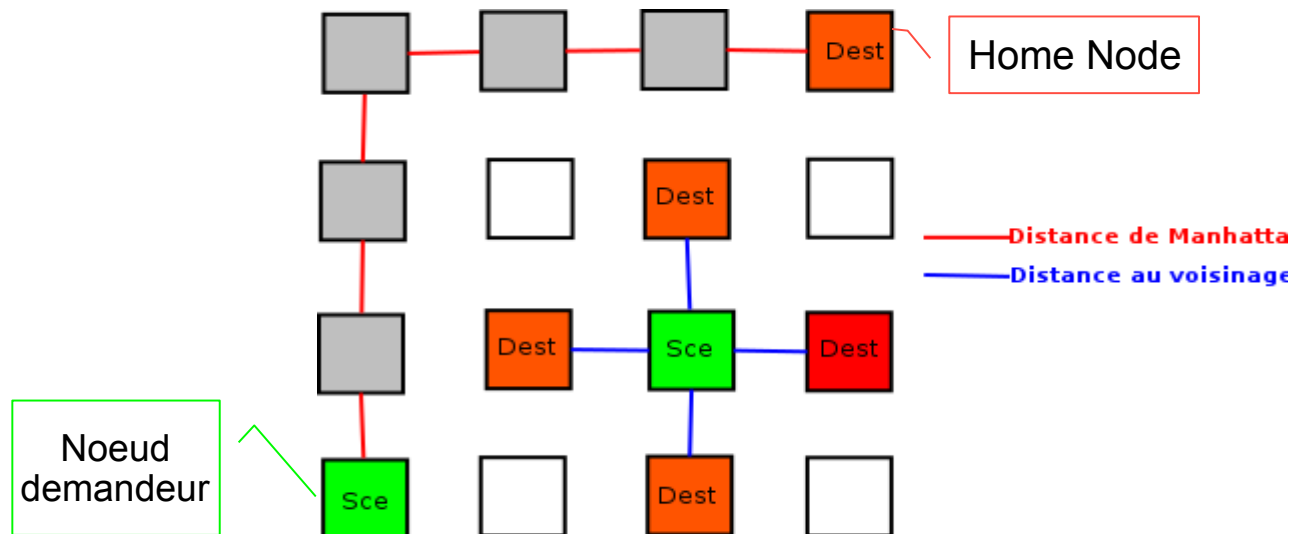 Dest
Home Node
Dest
Distance de Manhatta
Distance au voisinage
Dest
Sce
Dest
Noeud
demandeur
Sce
Dest